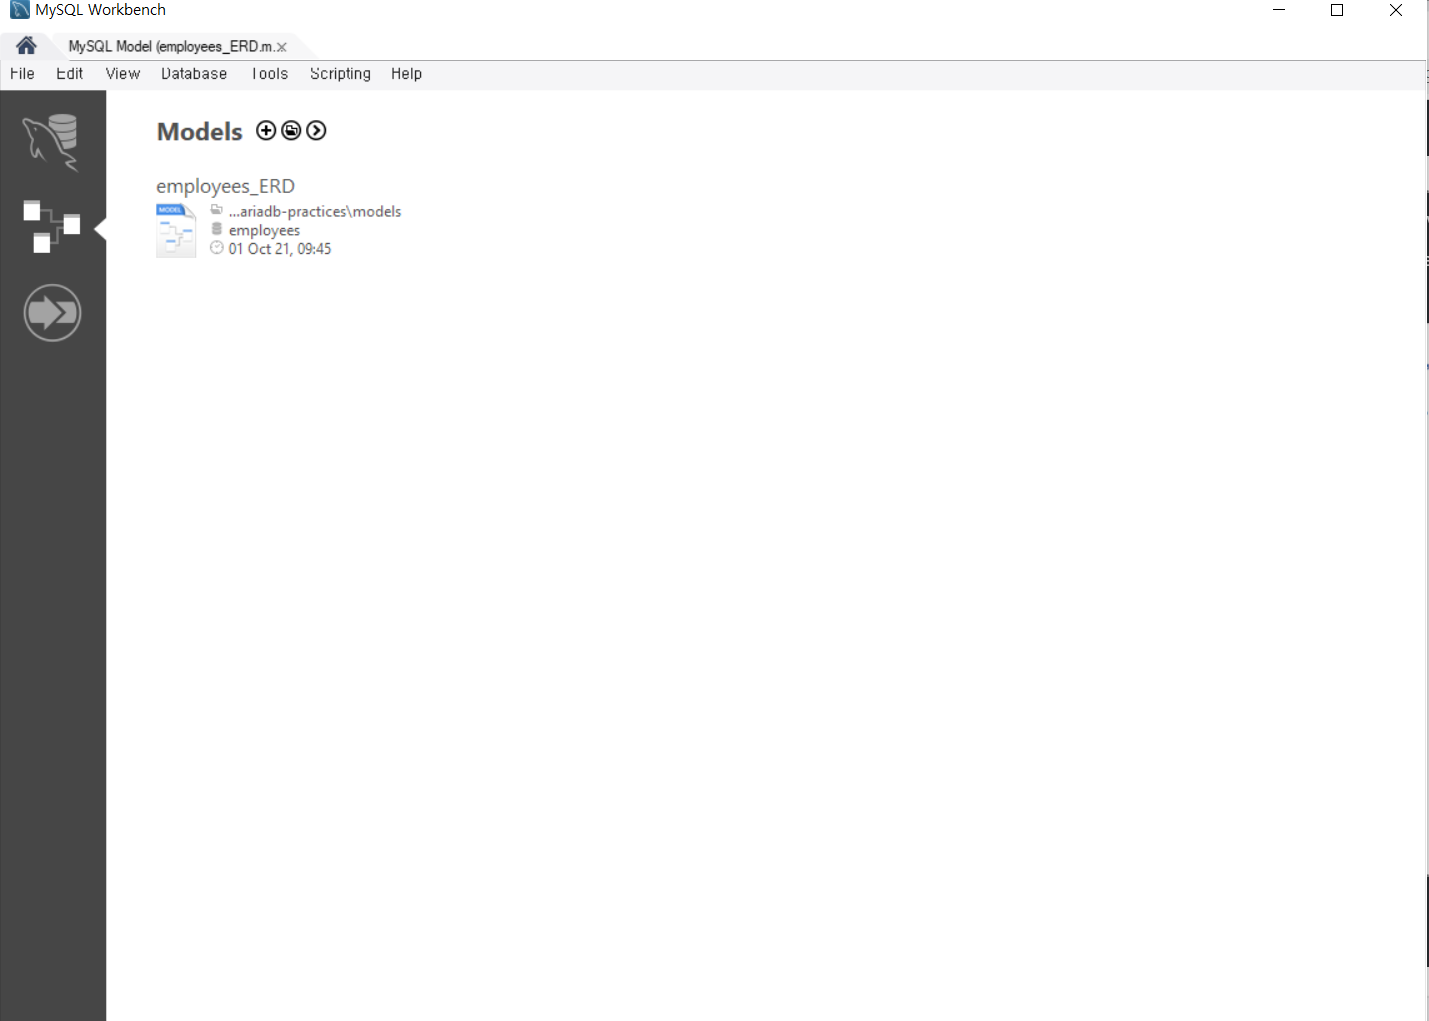 MySQL Workbench
MySQL Model (employees_ERD.m..
File Edit View Database Tools Scripting Help
Models
employees_ERD
MODEL
...ariadb-practices\models
employees
01 Oct 21, 09:45